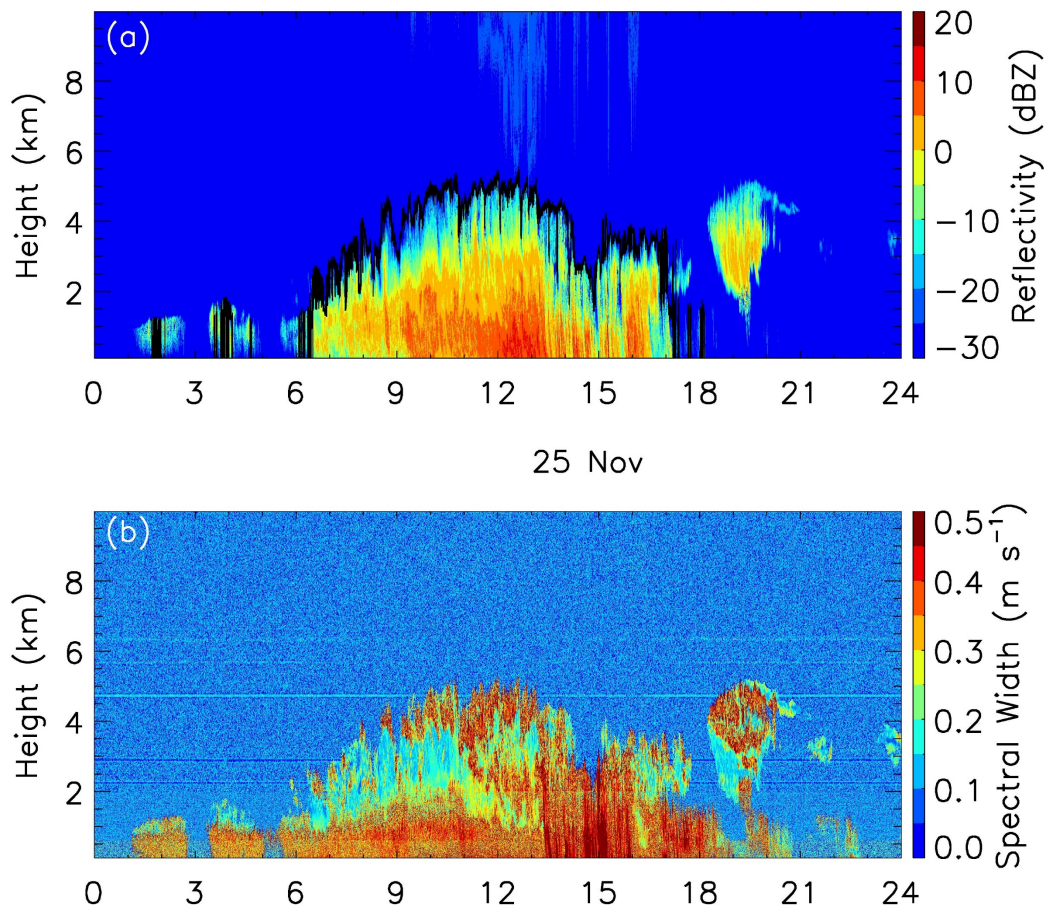 (a)
Height (km)
8
6
4
2
0 3 6 9 12 15 18 21 24
20
10
0
−10
−20
−30
Reflectivity (dBZ)
25 Nov
(b)
Height (km)
8
6
4
2
0 3 6 9 12 15 18 21 24
0.5
0.4
0.3
0.2
0.1
0.0
Spectral Width (m s⁻¹)